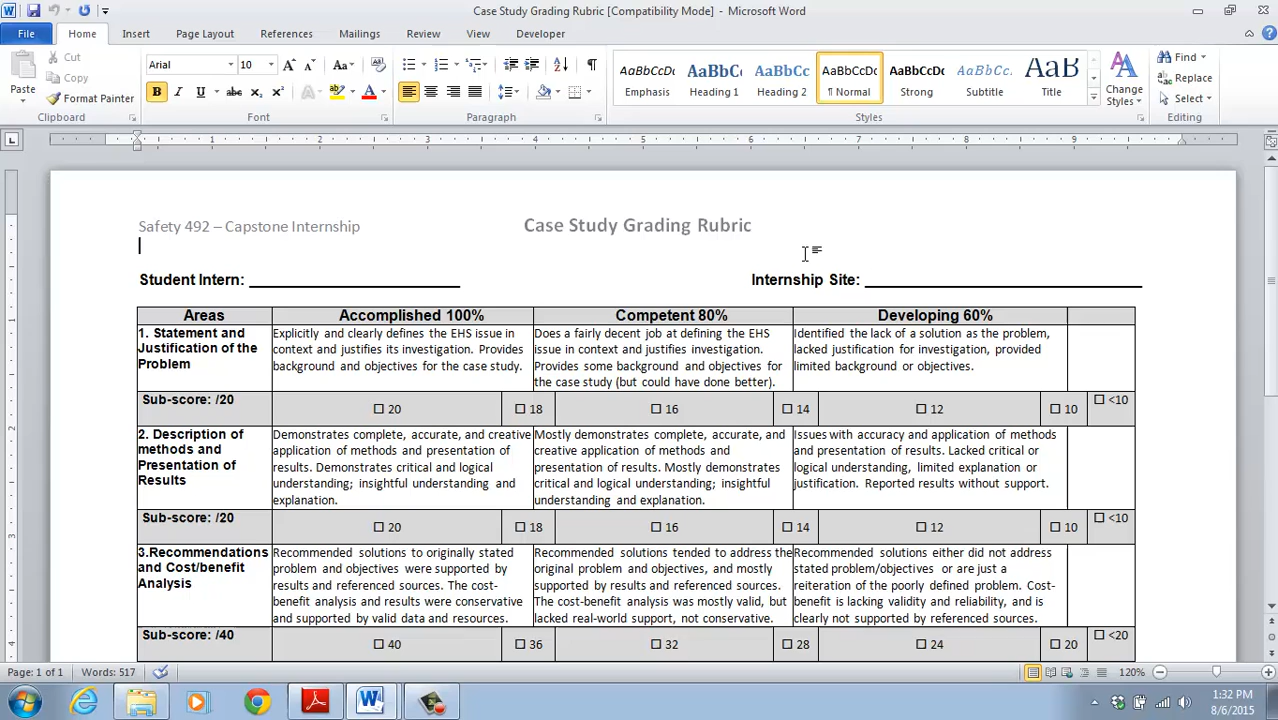 Case Study Grading Rubric [Compatibility Mode] - Microsoft Word
File Home Insert Page Layout References Mailings Review View Developer
Paste
Cut
Copy
Format Painter
Clipboard
Arial 10
Font
Paragraph
AaBbCcDc AaBbCc AaBbCc AaBbCcDc AaBbCcDc AaBbCc. AaB
Emphasis Heading 1 Heading 2 ¶ Normal Strong Subtitle Title
Styles
Change
Styles
Find
Replace
Select
Editing
1 2 3 4 5 6 7 8 9
Safety 492 – Capstone Internship Case Study Grading Rubric
Student Intern: Internship Site:
Areas Accomplished 100% Competent 80% Developing 60%
1. Statement and
Justification of the
Problem
Explicitly and clearly defines the EHS issue in
context and justifies its investigation. Provides
background and objectives for the case study.
Does a fairly decent job at defining the EHS
issue in context and justifies investigation.
Provides some background and objectives for
the case study (but could have done better).
Identified the lack of a solution as the problem,
lacked justification for investigation, provided
limited background or objectives.
Sub-score: /20 ☐ 20 ☐ 18 ☐ 16 ☐ 14 ☐ 12 ☐ 10 ☐ <10
2. Description of
methods and
Presentation of
Results
Demonstrates complete, accurate, and creative
application of methods and presentation of
results. Demonstrates critical and logical
understanding; insightful understanding and
explanation.
Mostly demonstrates complete, accurate, and
creative application of methods and
presentation of results. Mostly demonstrates
critical and logical understanding; insightful
understanding and explanation.
Issues with accuracy and application of methods
and presentation of results. Lacked critical or
logical understanding, limited explanation or
justification. Reported results without support.
Sub-score: /20 ☐ 20 ☐ 18 ☐ 16 ☐ 14 ☐ 12 ☐ 10 ☐ <10
3.Recommendations
and Cost/benefit
Analysis
Recommended solutions to originally stated
problem and objectives were supported by
results and referenced sources. The cost-
benefit analysis and results were conservative
and supported by valid data and resources.
Recommended solutions tended to address the
original problem and objectives, and mostly
supported by results and referenced sources.
The cost-benefit analysis was mostly valid, but
lacked real-world support, not conservative.
Recommended solutions either did not address
stated problem/objectives or are just a
reiteration of the poorly defined problem. Cost-
benefit is lacking validity and reliability, and is
clearly not supported by referenced sources.
Sub-score: /40 ☐ 40 ☐ 36 ☐ 32 ☐ 28 ☐ 24 ☐ 20 ☐ <20
Page: 1 of 1 Words: 517 120%
1:32 PM
8/6/2015